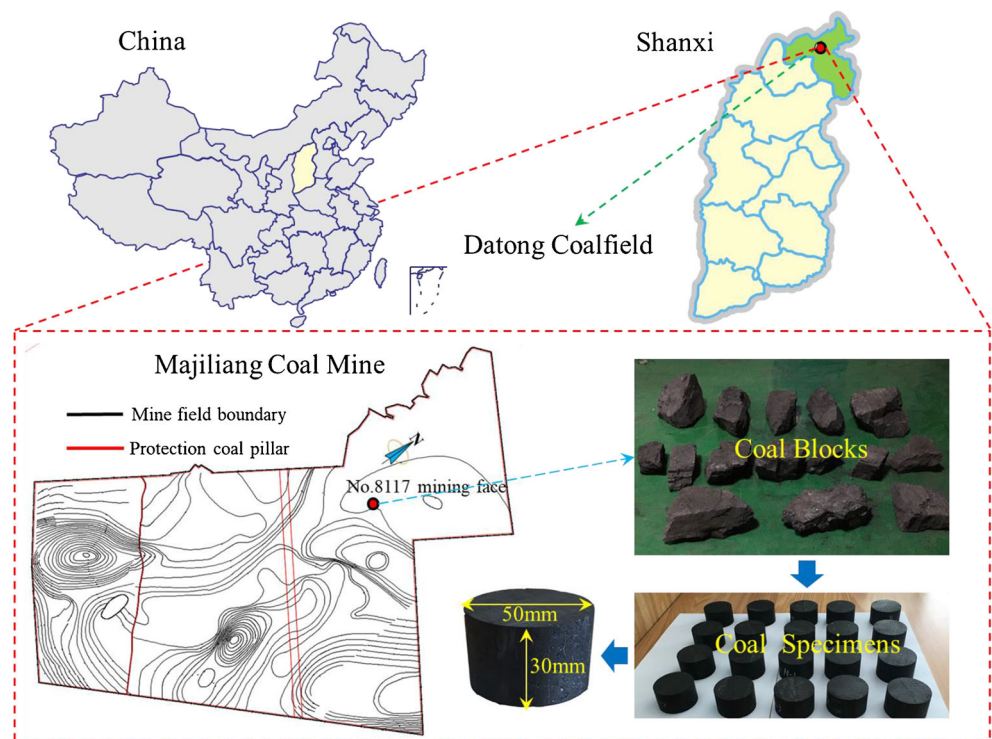 China
Shanxi
Datong Coalfield
Majiliang Coal Mine
Mine field boundary
Protection coal pillar
N
No.8117 mining face
Coal Blocks
50mm
30mm
Coal Specimens